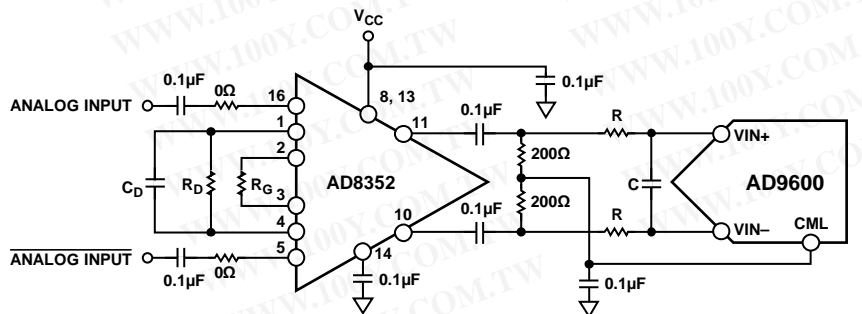 VCC
0.1µF
0Ω
0.1µF
ANALOG INPUT
16
8, 13
0.1µF
11
R
VIN+
1
2
200Ω
CD
RD
RG
AD8352
C
AD9600
3
200Ω
4
10
0.1µF
R
VIN–
CML
ANALOG INPUT
5
14
0.1µF
0Ω
0.1µF
0.1µF
WWW.100Y.COM.TW